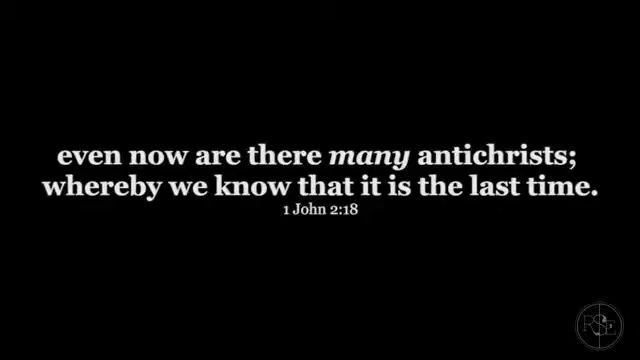 even now are there many antichrists;
whereby we know that it is the last time.
1 John 2:18
RSE